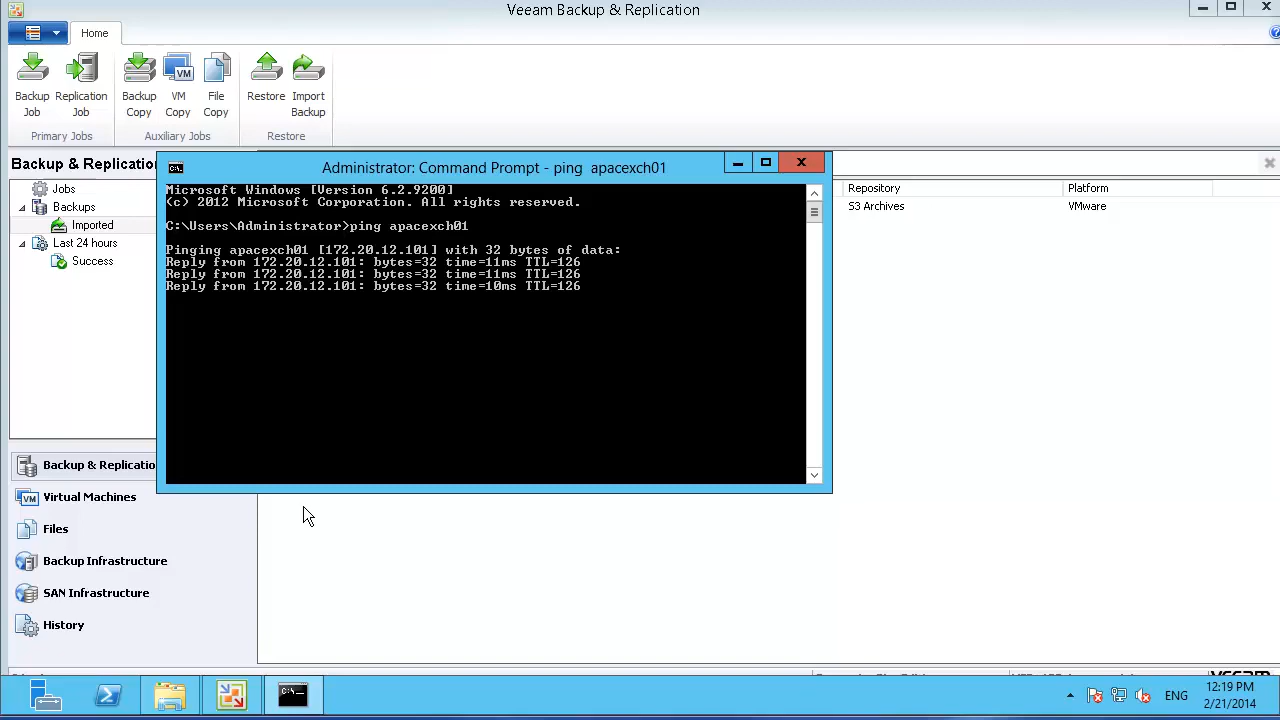 Veeam Backup & Replication
Home
Backup Job
Replication Job
Backup Copy
VM Copy
File Copy
Restore
Import Backup
Primary Jobs
Auxiliary Jobs
Restore
Backup & Replicatio
Jobs
Backups
Imported
Last 24 hours
Success
Administrator: Command Prompt - ping apacexch01
Microsoft Windows [Version 6.2.9200]
(c) 2012 Microsoft Corporation. All rights reserved.
C:\Users\Administrator>ping apacexch01
Pinging apacexch01 [172.20.12.101] with 32 bytes of data:
Reply from 172.20.12.101: bytes=32 time=11ms TTL=126
Reply from 172.20.12.101: bytes=32 time=11ms TTL=126
Reply from 172.20.12.101: bytes=32 time=10ms TTL=126
Repository
Platform
S3 Archives
VMware
Backup & Replicatio
Virtual Machines
Files
Backup Infrastructure
SAN Infrastructure
History
ENG
12:19 PM
2/21/2014